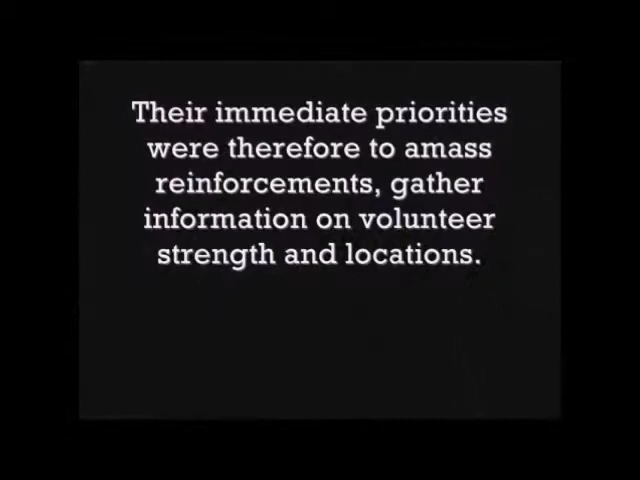 Their immediate priorities
were therefore to amass
reinforcements, gather
information on volunteer
strength and locations.